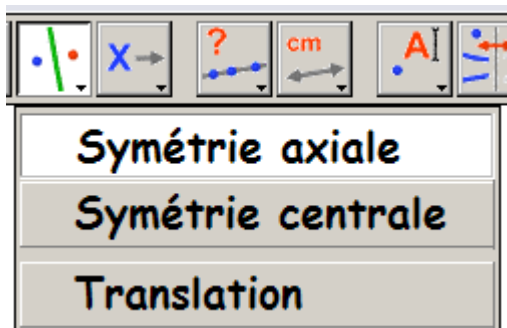 X ? cm A
Symétrie axiale
Symétrie centrale
Translation